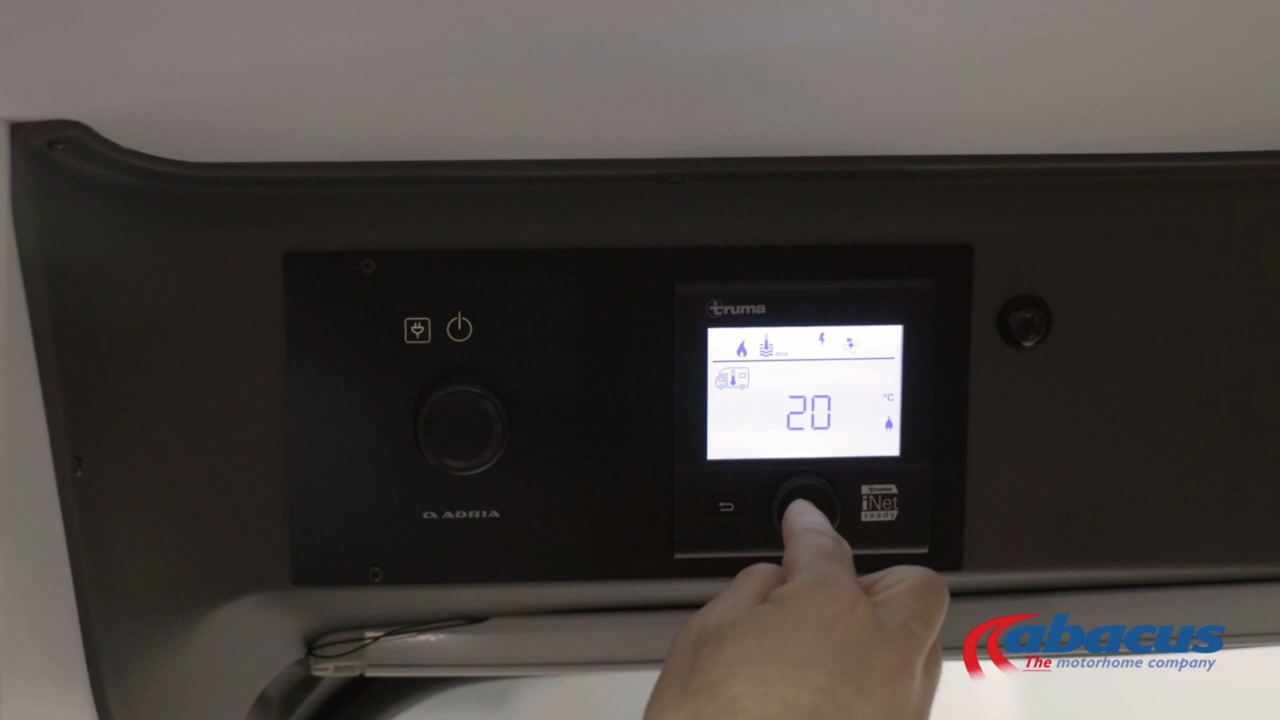 truma
eco
20
°C
ADRIA
truma
iNet
ready
abacus
The motorhome company